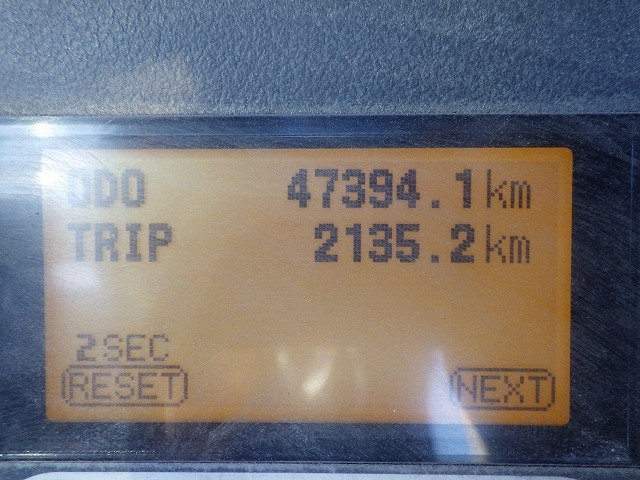 ODO 47394.1km
TRIP 2135.2km
2SEC
RESET NEXT